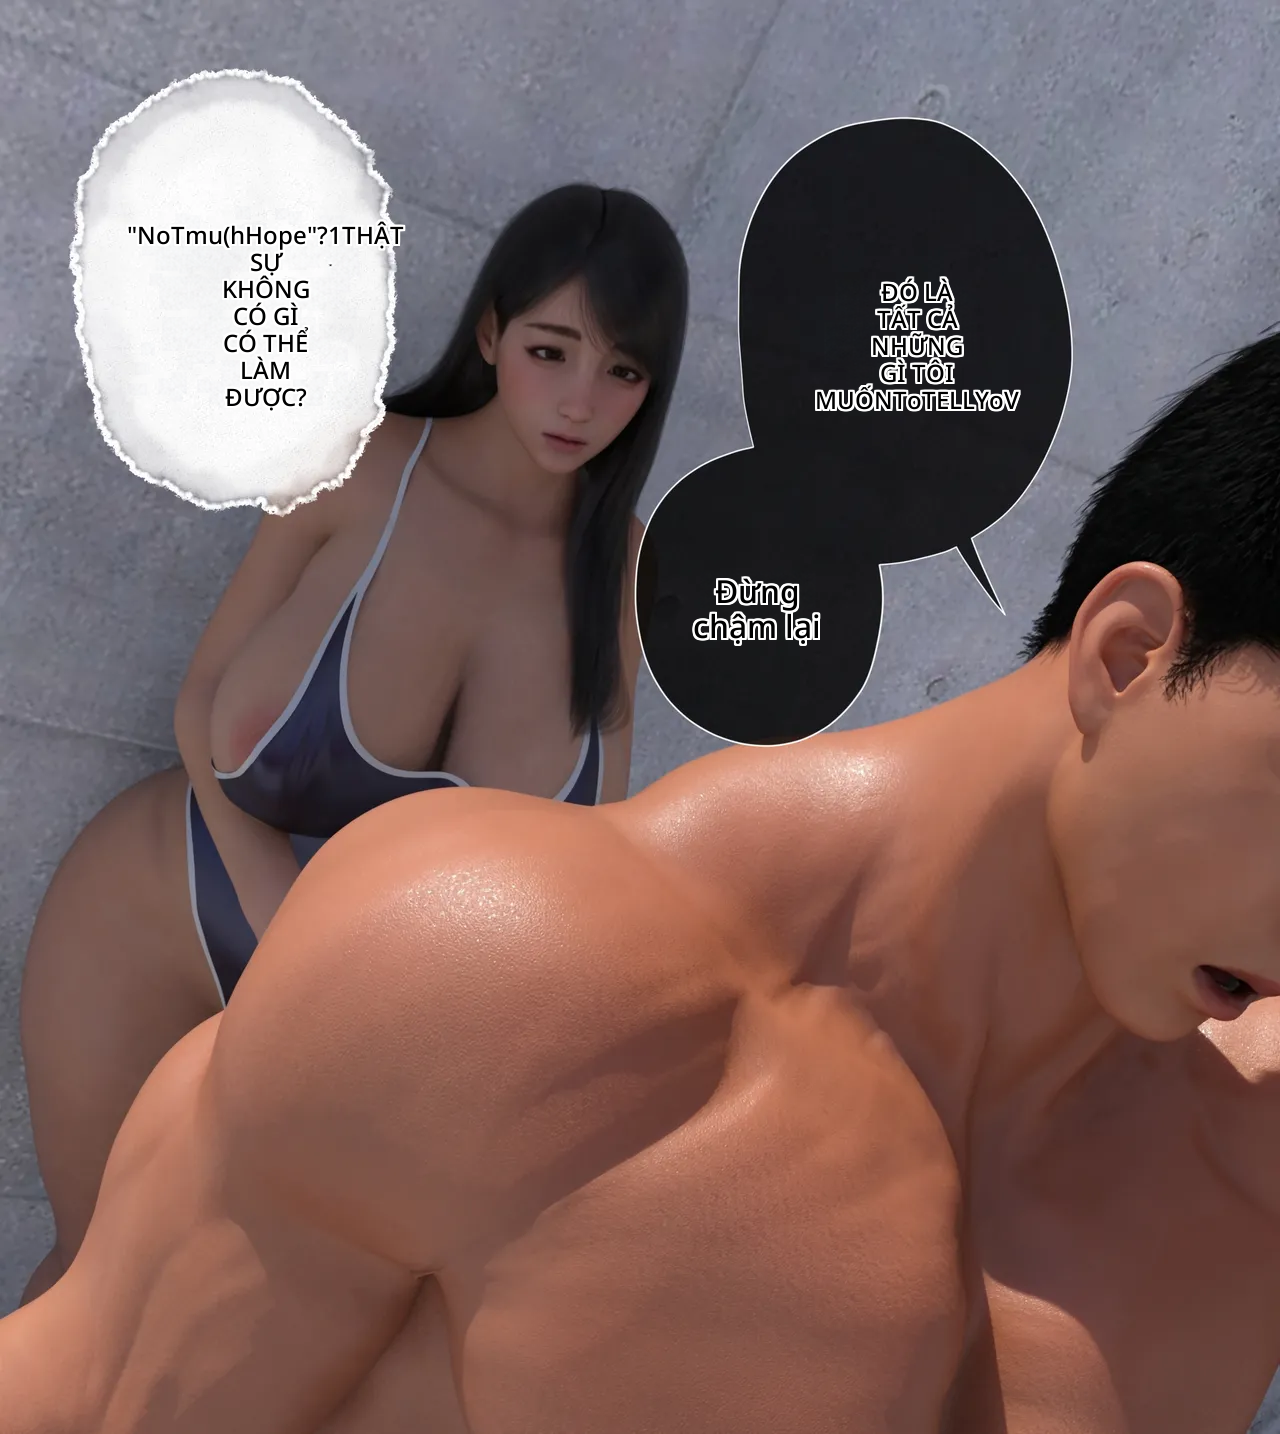 "NoTmu(hHope"?1THẬT
SỰ
KHÔNG
CÓ GÌ
CÓ THỂ
LÀM
ĐƯỢC?
ĐÓ LÀ
TẤT CẢ
NHỮNG
GÌ TÔI
MUỐNToTELLYoV
Đừng
chậm lại